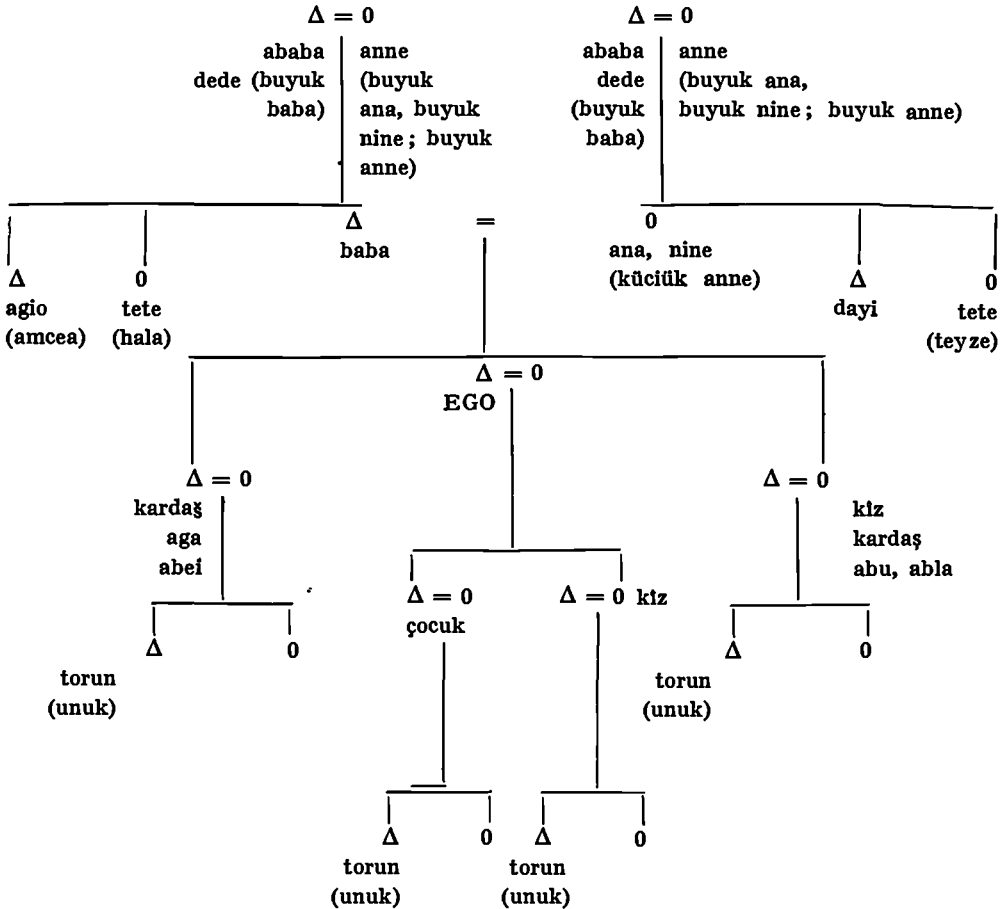 Δ = 0
ababa
dede (buyuk
baba)
anne
(buyuk
ana, buyuk
nine; buyuk
anne)
Δ = 0
ababa
dede
(buyuk
baba)
anne
(buyuk ana,
buyuk nine; buyuk anne)
Δ
baba
=
0
ana, nine
(küciük anne)
Δ
agio
(amcea)
0
tete
(hala)
Δ
dayi
0
tete
(teyze)
Δ = 0
EGO
Δ = 0
kardaş
aga
abei
Δ = 0
kîz
kardaş
abu, abla
Δ = 0
çocuk
Δ = 0 kîz
Δ 0
torun
(unuk)
Δ 0
torun
(unuk)
Δ 0
torun
(unuk)
Δ 0
torun
(unuk)